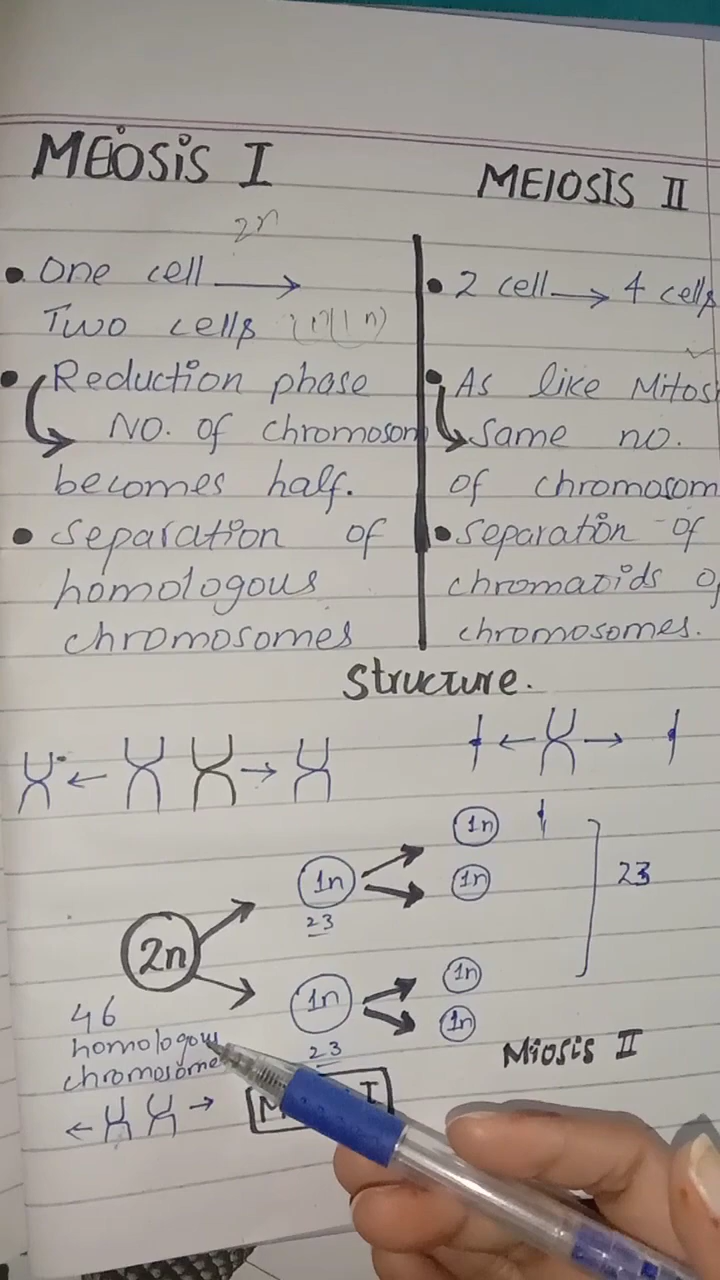 MEIOSIS I
2n
• One cell →
Two cells (n)(1n)
• Reduction phase
↳ NO. of chromosom
becomes half.
• Separation of
homologous
chromosomes
MEIOSIS II
• 2 cell → 4 cells
• As like Mitos
↳ Same no.
of chromosom
• Separation of
chromatids of
chromosomes.
Structure.
2n
46
homologous
chromosome
1n
23
1n
23
1n
1n
1n
1n
23
Miosis II